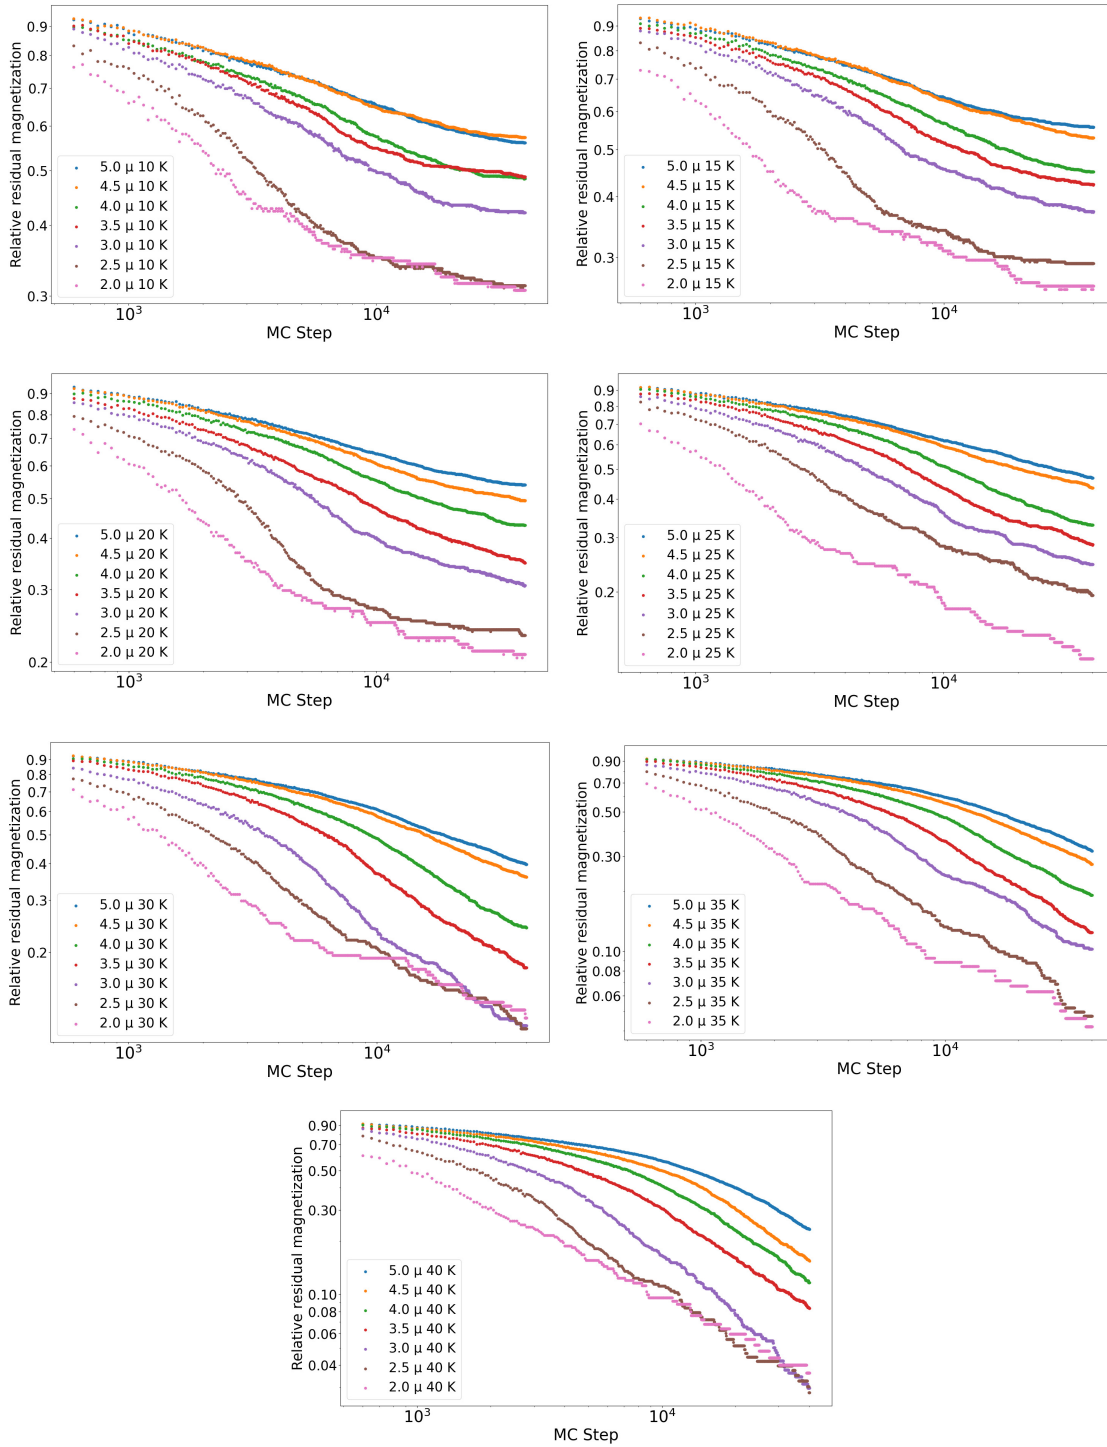 Relative residual magnetization
0.9
0.8
0.7
0.6
0.5
0.4
0.3
5.0 μ 10 K
4.5 μ 10 K
4.0 μ 10 K
3.5 μ 10 K
3.0 μ 10 K
2.5 μ 10 K
2.0 μ 10 K
10³
10⁴
MC Step
Relative residual magnetization
0.9
0.8
0.7
0.6
0.5
0.4
0.3
5.0 μ 15 K
4.5 μ 15 K
4.0 μ 15 K
3.5 μ 15 K
3.0 μ 15 K
2.5 μ 15 K
2.0 μ 15 K
10³
10⁴
MC Step
Relative residual magnetization
0.9
0.8
0.7
0.6
0.5
0.4
0.3
0.2
5.0 μ 20 K
4.5 μ 20 K
4.0 μ 20 K
3.5 μ 20 K
3.0 μ 20 K
2.5 μ 20 K
2.0 μ 20 K
10³
10⁴
MC Step
Relative residual magnetization
0.9
0.8
0.7
0.6
0.5
0.4
0.3
0.2
5.0 μ 25 K
4.5 μ 25 K
4.0 μ 25 K
3.5 μ 25 K
3.0 μ 25 K
2.5 μ 25 K
2.0 μ 25 K
10³
10⁴
MC Step
Relative residual magnetization
0.9
0.8
0.7
0.6
0.5
0.4
0.3
0.2
5.0 μ 30 K
4.5 μ 30 K
4.0 μ 30 K
3.5 μ 30 K
3.0 μ 30 K
2.5 μ 30 K
2.0 μ 30 K
10³
10⁴
MC Step
Relative residual magnetization
0.90
0.70
0.50
0.30
0.10
0.08
0.06
5.0 μ 35 K
4.5 μ 35 K
4.0 μ 35 K
3.5 μ 35 K
3.0 μ 35 K
2.5 μ 35 K
2.0 μ 35 K
10³
10⁴
MC Step
Relative residual magnetization
0.90
0.70
0.50
0.30
0.10
0.08
0.06
0.04
5.0 μ 40 K
4.5 μ 40 K
4.0 μ 40 K
3.5 μ 40 K
3.0 μ 40 K
2.5 μ 40 K
2.0 μ 40 K
10³
10⁴
MC Step